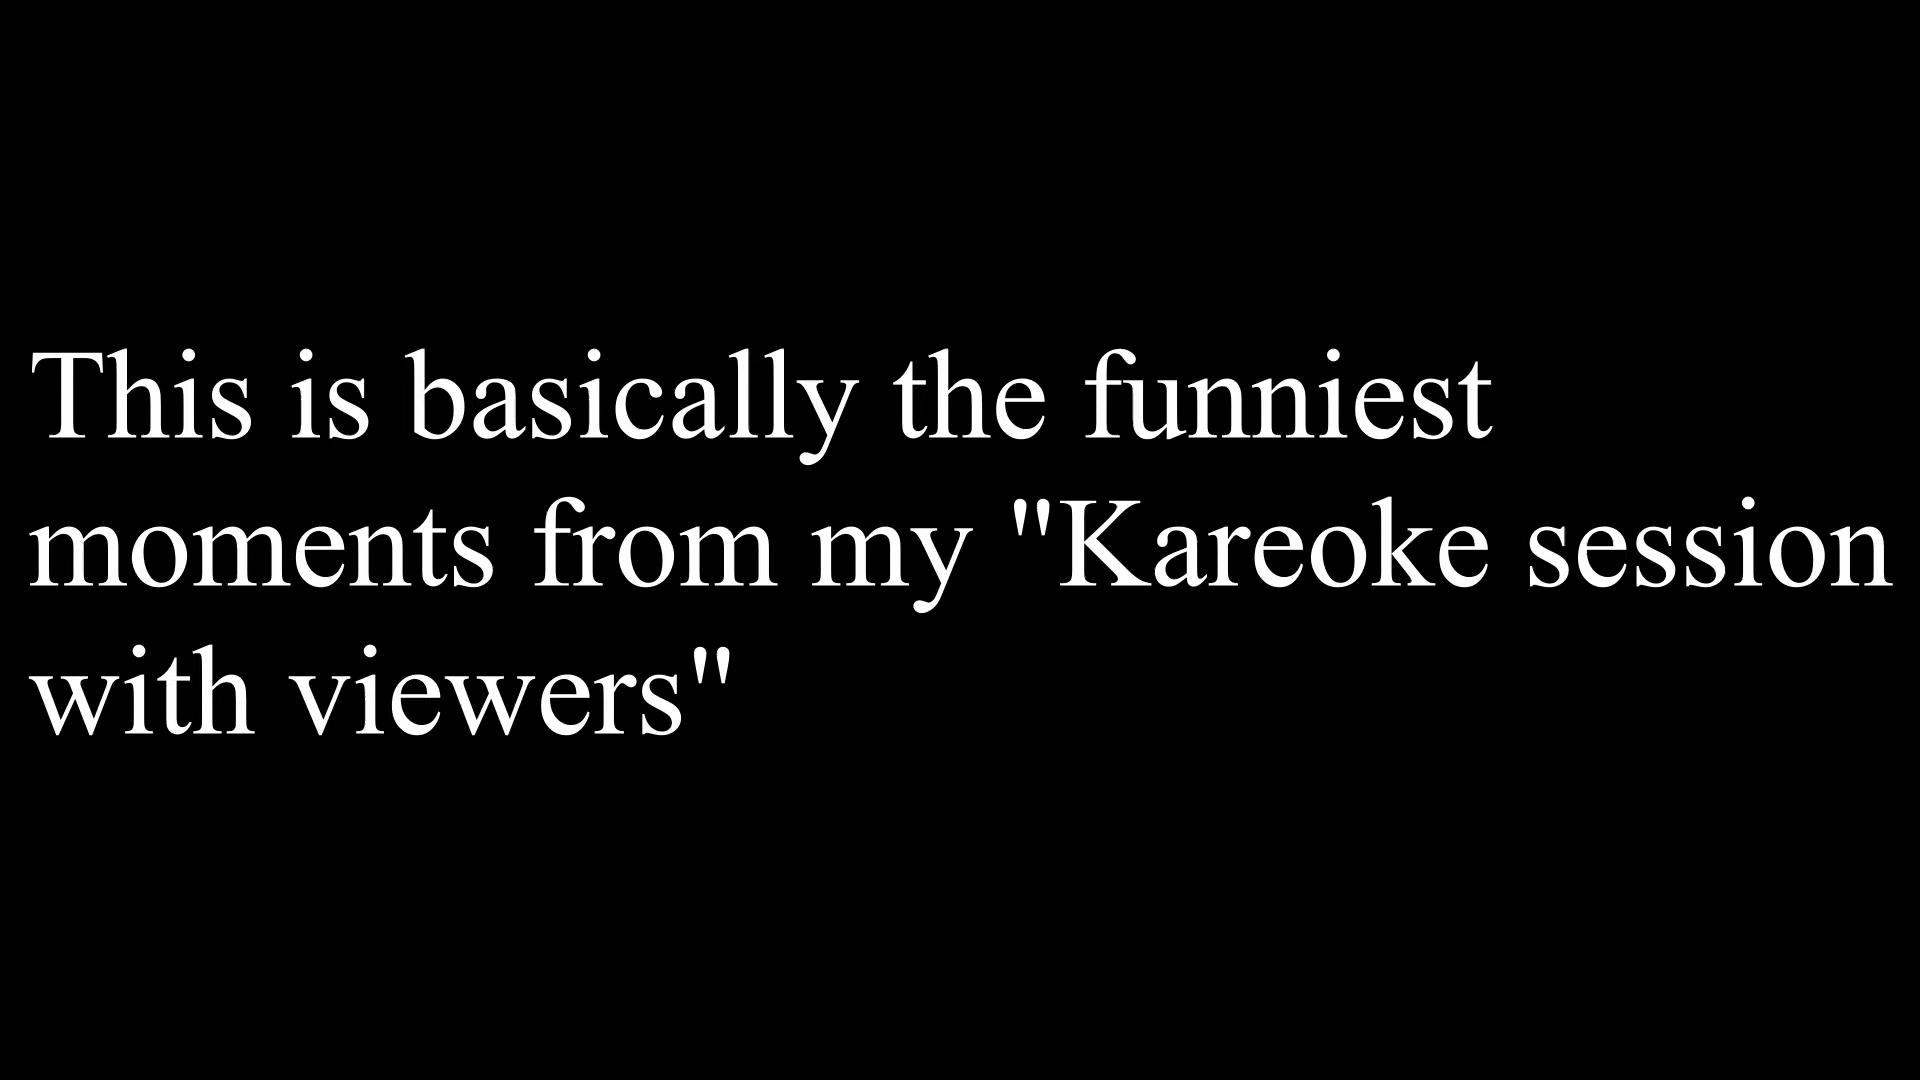 This is basically the funniest
moments from my "Kareoke session
with viewers"